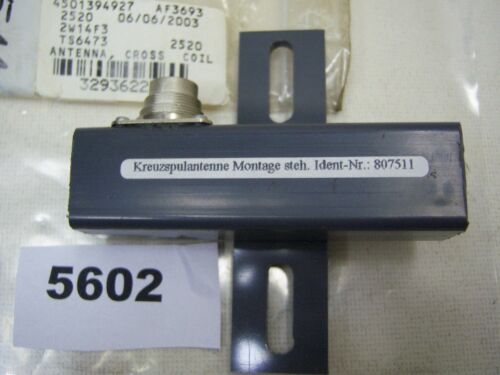 4501394927 AF3693
2520 06/06/2003
2W14F3
TS6473 2520
ANTENNA, CROSS COIL
3293622
Kreuzspulantenne Montage steh. Ident-Nr.: 807511
5602